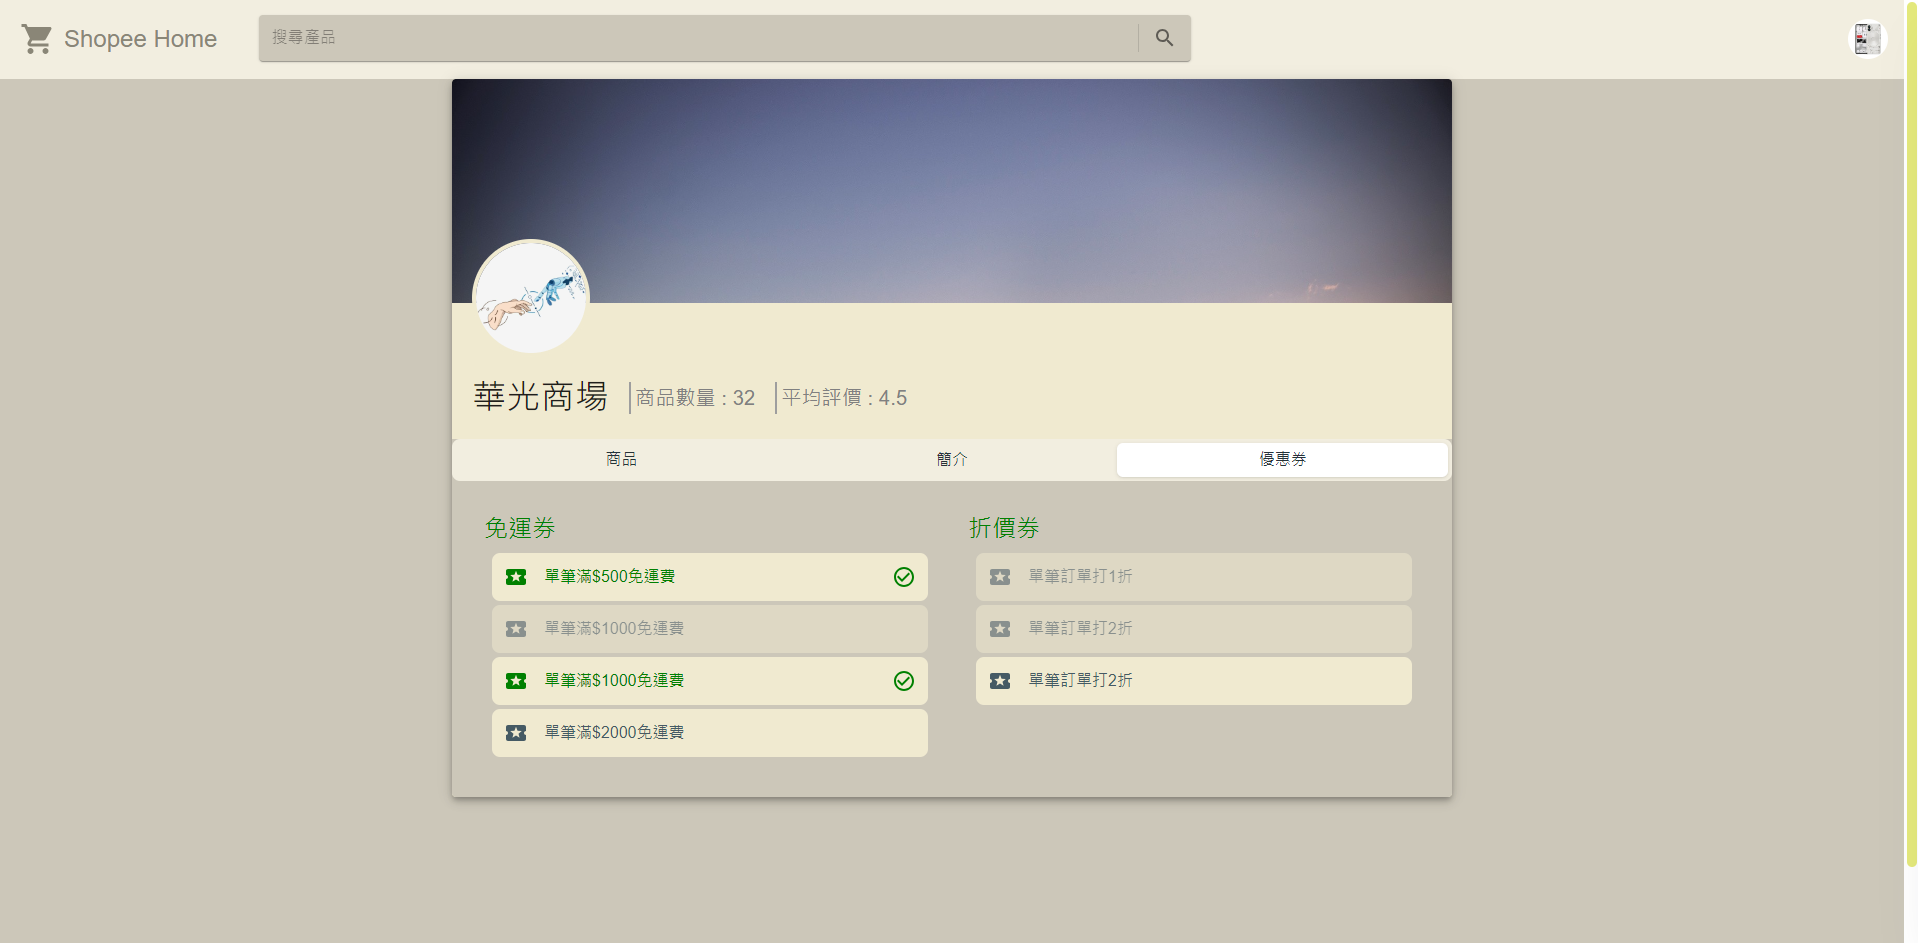 Shopee Home
搜尋產品
華光商場
商品數量 : 32
平均評價 : 4.5
商品
簡介
優惠券
免運券
單筆滿$500免運費
單筆滿$1000免運費
單筆滿$1000免運費
單筆滿$2000免運費
折價券
單筆訂單打1折
單筆訂單打2折
單筆訂單打2折